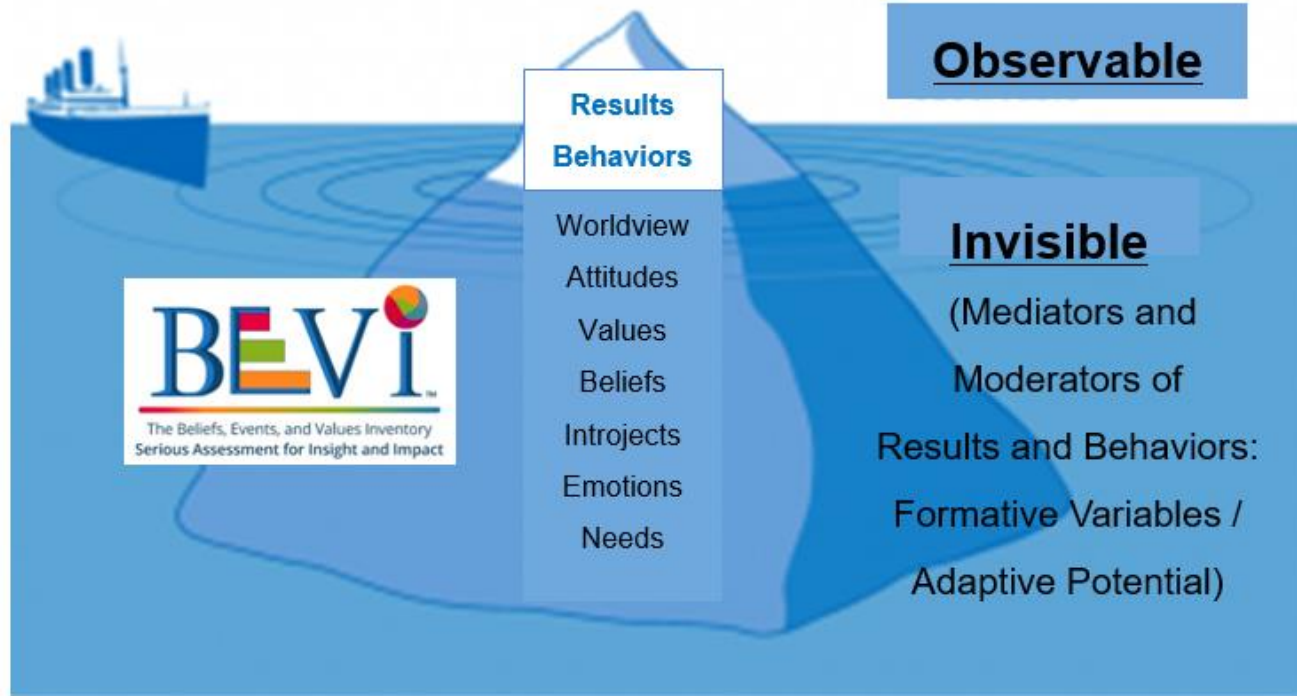 Observable
Results
Behaviors
Invisible
(Mediators and
Moderators of
Results and Behaviors:
Formative Variables /
Adaptive Potential)
Worldview
Attitudes
Values
Beliefs
Introjects
Emotions
Needs
BEVi™
The Beliefs, Events, and Values Inventory
Serious Assessment for Insight and Impact